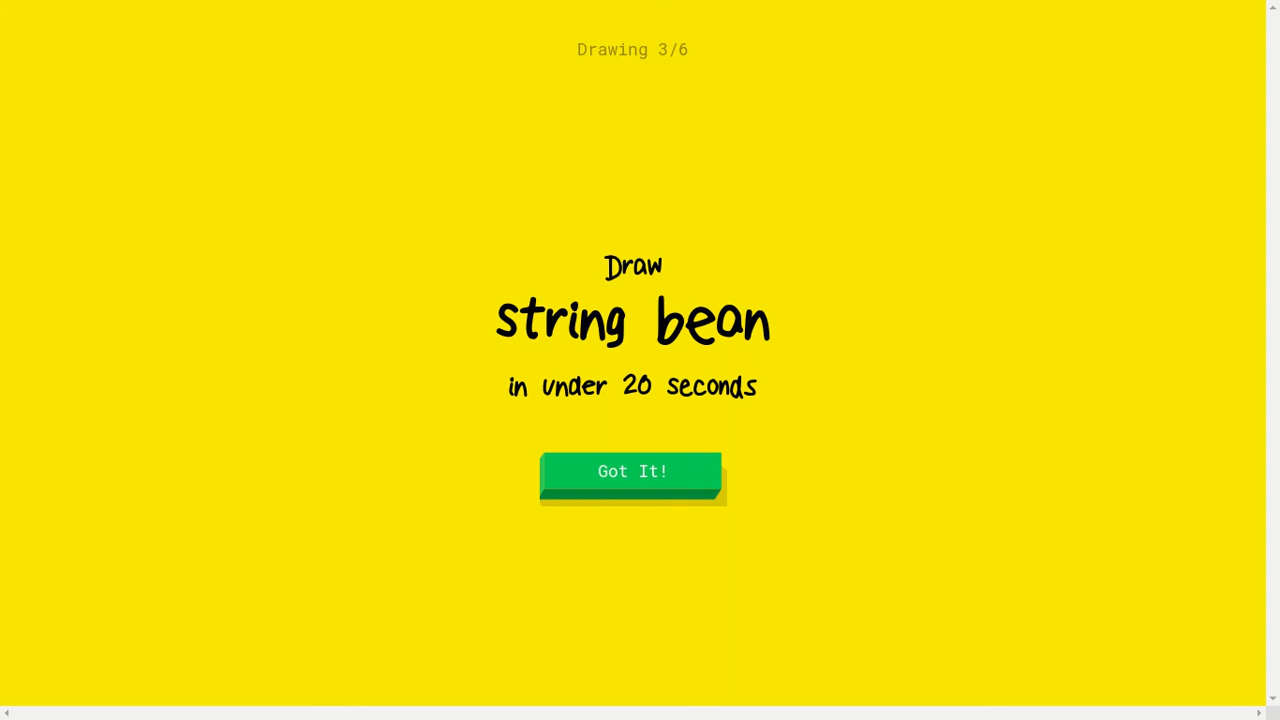 Drawing 3/6
Draw
string bean
in under 20 seconds
Got It!